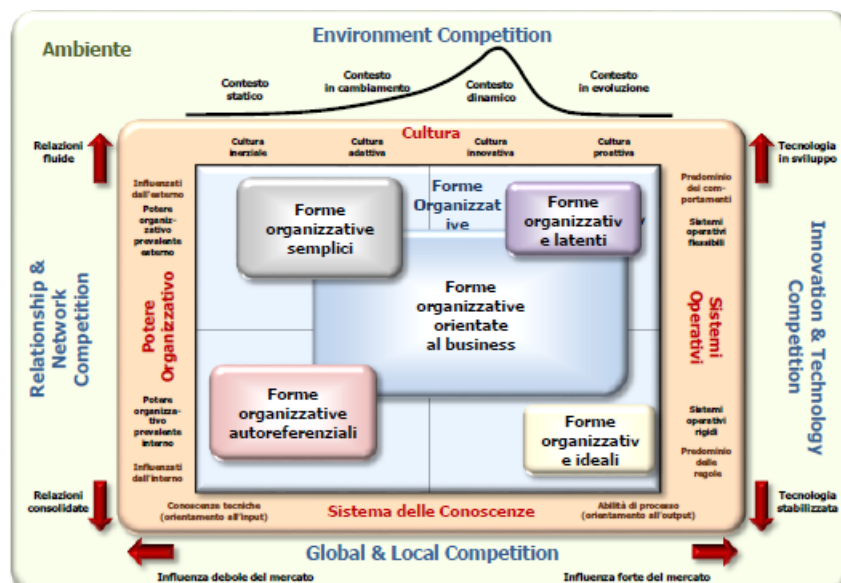 Environment Competition
Ambiente
Contesto
statico
Contesto
in cambiamento
Contesto
dinamico
Contesto
in evoluzione
Relazioni
fluide
Cultura
Tecnologia
in sviluppo
Cultura
inerziale
Cultura
adattiva
Cultura
innovativa
Cultura
proattiva
Influenzati
dall'esterno
Potere
organiz-
zativo
prevalente
esterno
Forme
organizzative
semplici
Forme
Organizzat
ive
Forme
organizzativ
e latenti
Predominio
dei com-
portamenti
Sistemi
operativi
flessibili
Relationship &
Network
Competition
Potere
Organizzativo
Forme
organizzative
orientate
al business
Sistemi
Operativi
Innovation & Technology
Competition
Forme
organizzative
autoreferenziali
Forme
organizzativ
e ideali
Potere
organizza-
tivo
prevalente
interno
Influenzati
dall'interno
Sistemi
operativi
rigidi
Predominio
delle
regole
Relazioni
consolidate
Conoscenze tecniche
(orientamento all'input)
Sistema delle Conoscenze
Abilità di processo
(orientamento all'output)
Tecnologia
stabilizzata
Global & Local Competition
Influenza debole del mercato
Influenza forte del mercato